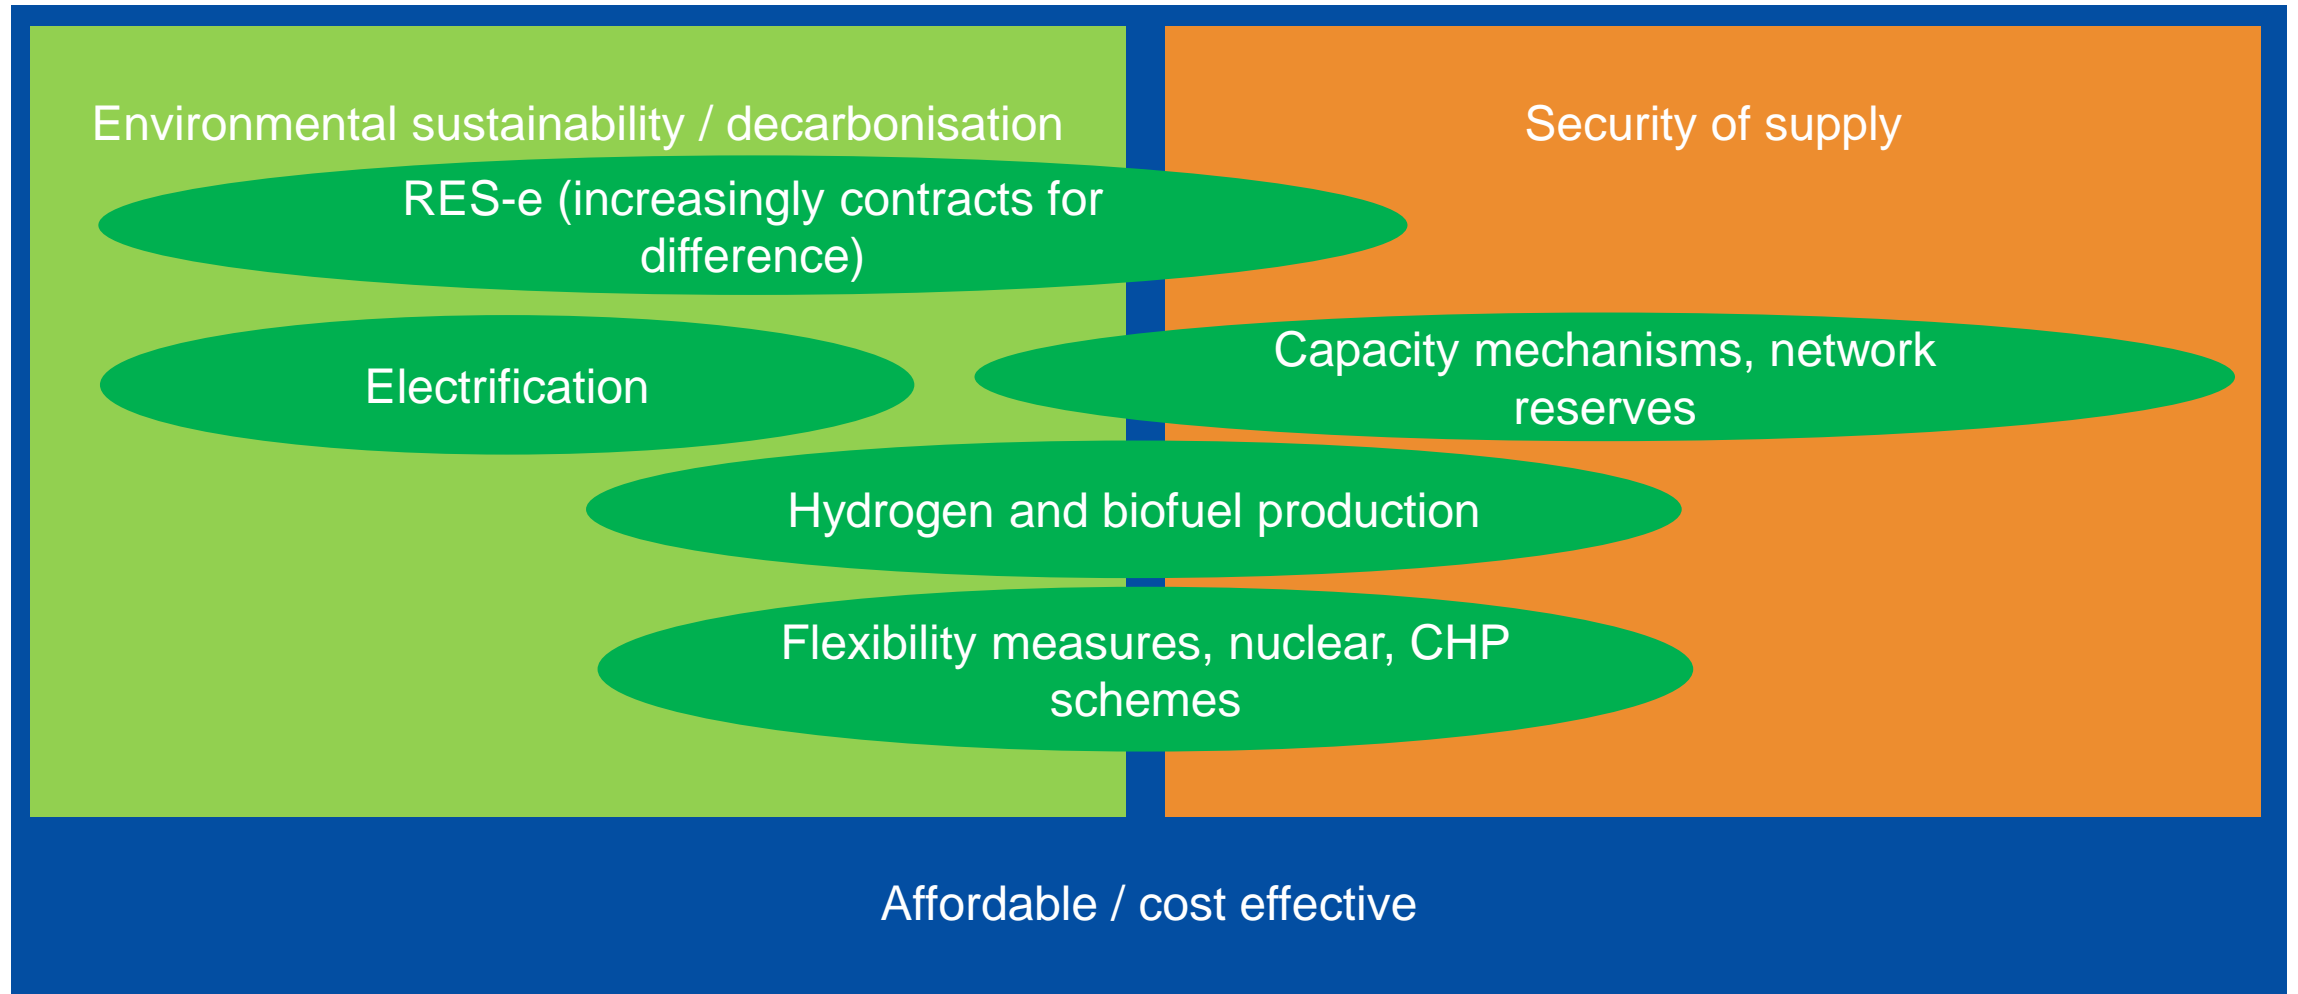 Environmental sustainability / decarbonisation
Security of supply
RES-e (increasingly contracts for
difference)
Electrification
Capacity mechanisms, network
reserves
Hydrogen and biofuel production
Flexibility measures, nuclear, CHP
schemes
Affordable / cost effective